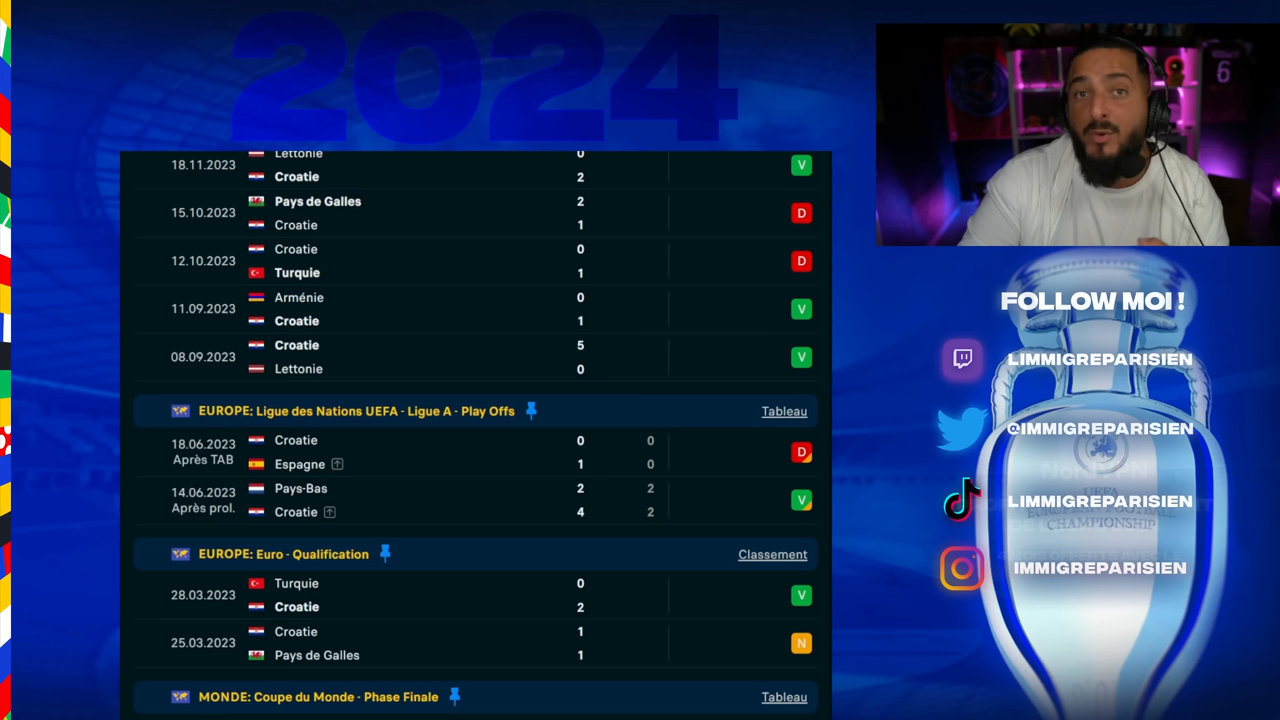 2024
Lettonie 0
18.11.2023 V
Croatie 2
Pays de Galles 2
15.10.2023 D
Croatie 1
Croatie 0
12.10.2023 D
Turquie 1
Arménie 0
11.09.2023 V
Croatie 1
Croatie 5
08.09.2023 V
Lettonie 0
EUROPE: Ligue des Nations UEFA - Ligue A - Play Offs Tableau
Croatie 0 0
18.06.2023 D
Après TAB
Espagne 1 0
Pays-Bas 2 2
14.06.2023 V
Après prol.
Croatie 4 2
EUROPE: Euro - Qualification Classement
Turquie 0
28.03.2023 V
Croatie 2
Croatie 1
25.03.2023 N
Pays de Galles 1
MONDE: Coupe du Monde - Phase Finale Tableau
6
FOLLOW MOI !
LIMMIGREPARISIEN
@IMMIGREPARISIEN
LIMMIGREPARISIEN
IMMIGREPARISIEN
UEFA
EUROPEAN FOOTBALL
CHAMPIONSHIP